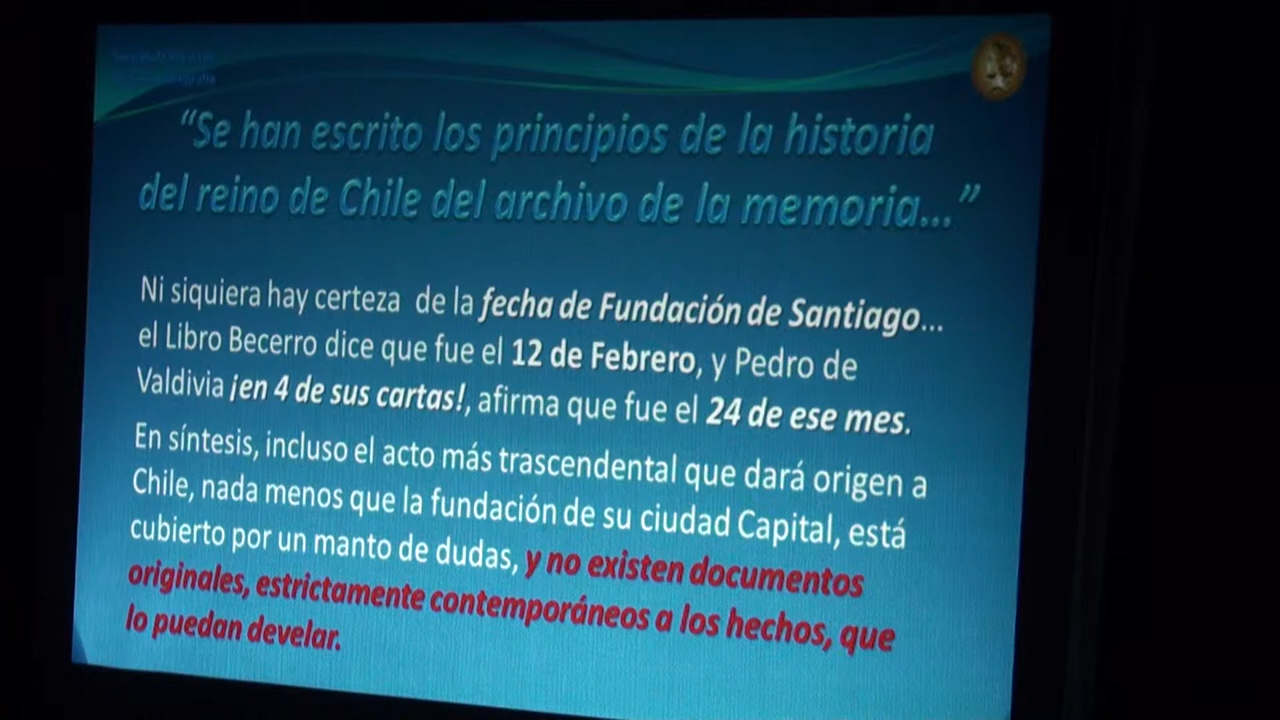 “Se han escrito los principios de la historia
del reino de Chile del archivo de la memoria...”
Ni siquiera hay certeza de la fecha de Fundación de Santiago...
el Libro Becerro dice que fue el 12 de Febrero, y Pedro de
Valdivia ¡en 4 de sus cartas!, afirma que fue el 24 de ese mes.
En síntesis, incluso el acto más trascendental que dará origen a
Chile, nada menos que la fundación de su ciudad Capital, está
cubierto por un manto de dudas, y no existen documentos
originales, estrictamente contemporáneos a los hechos, que
lo puedan develar.